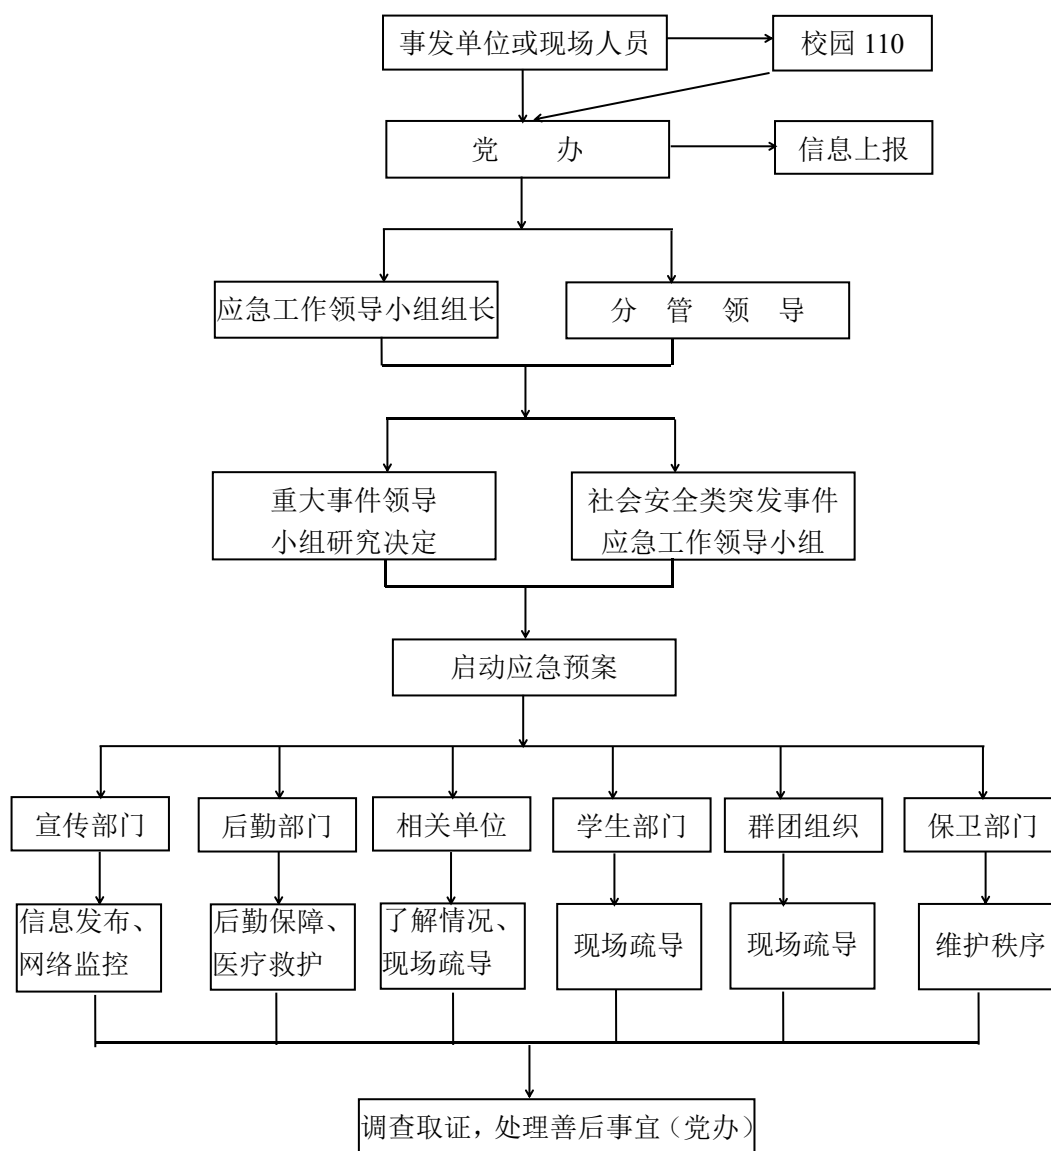 事发单位或现场人员
校园 110
党 办
信息上报
应急工作领导小组组长
分 管 领 导
重大事件领导
小组研究决定
社会安全类突发事件
应急工作领导小组
启动应急预案
宣传部门
后勤部门
相关单位
学生部门
群团组织
保卫部门
信息发布、
网络监控
后勤保障、
医疗救护
了解情况、
现场疏导
现场疏导
现场疏导
维护秩序
调查取证，处理善后事宜（党办）